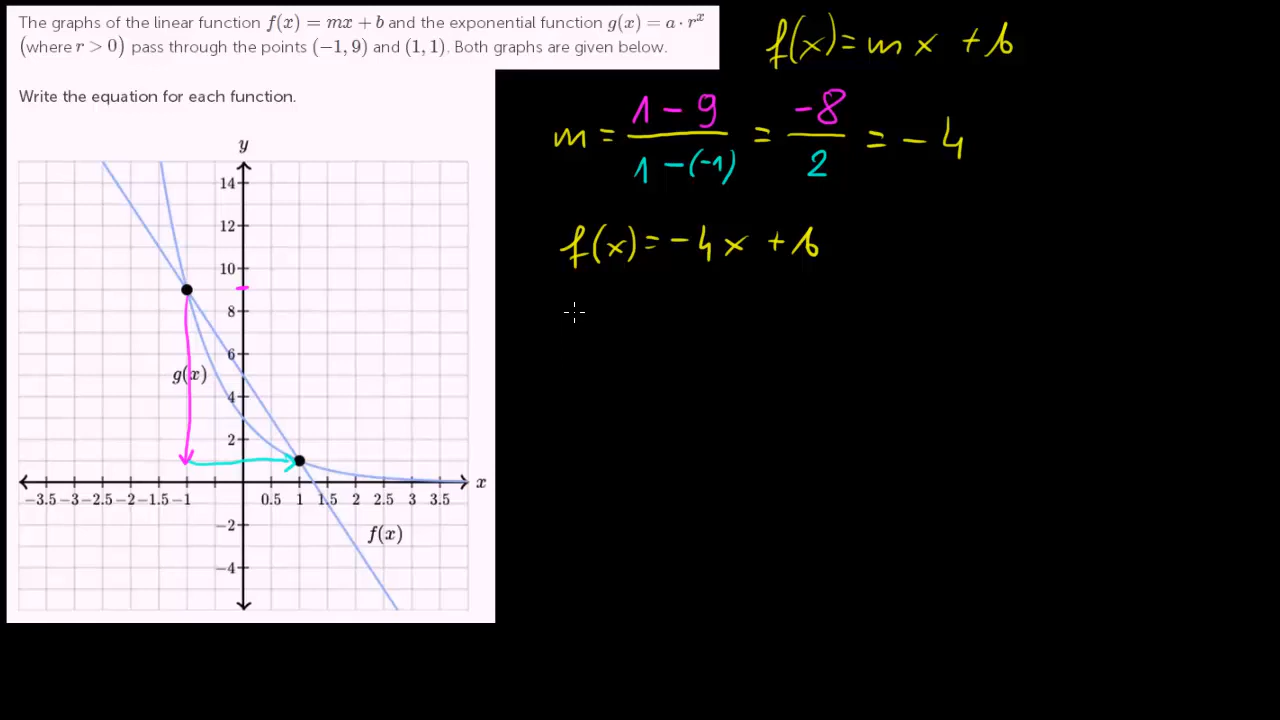 The graphs of the linear function f(x) = mx + b and the exponential function g(x) = a · r^x
(where r > 0) pass through the points (−1, 9) and (1, 1). Both graphs are given below.
Write the equation for each function.
y
14
12
10
8
6
4
2
−2
−4
−3.5 −3 −2.5 −2 −1.5 −1 0.5 1 1.5 2 2.5 3 3.5 x
g(x)
f(x)
f(x) = mx + b
m = (1 − 9)/(1 − (−1)) = −8/2 = −4
f(x) = −4x + b